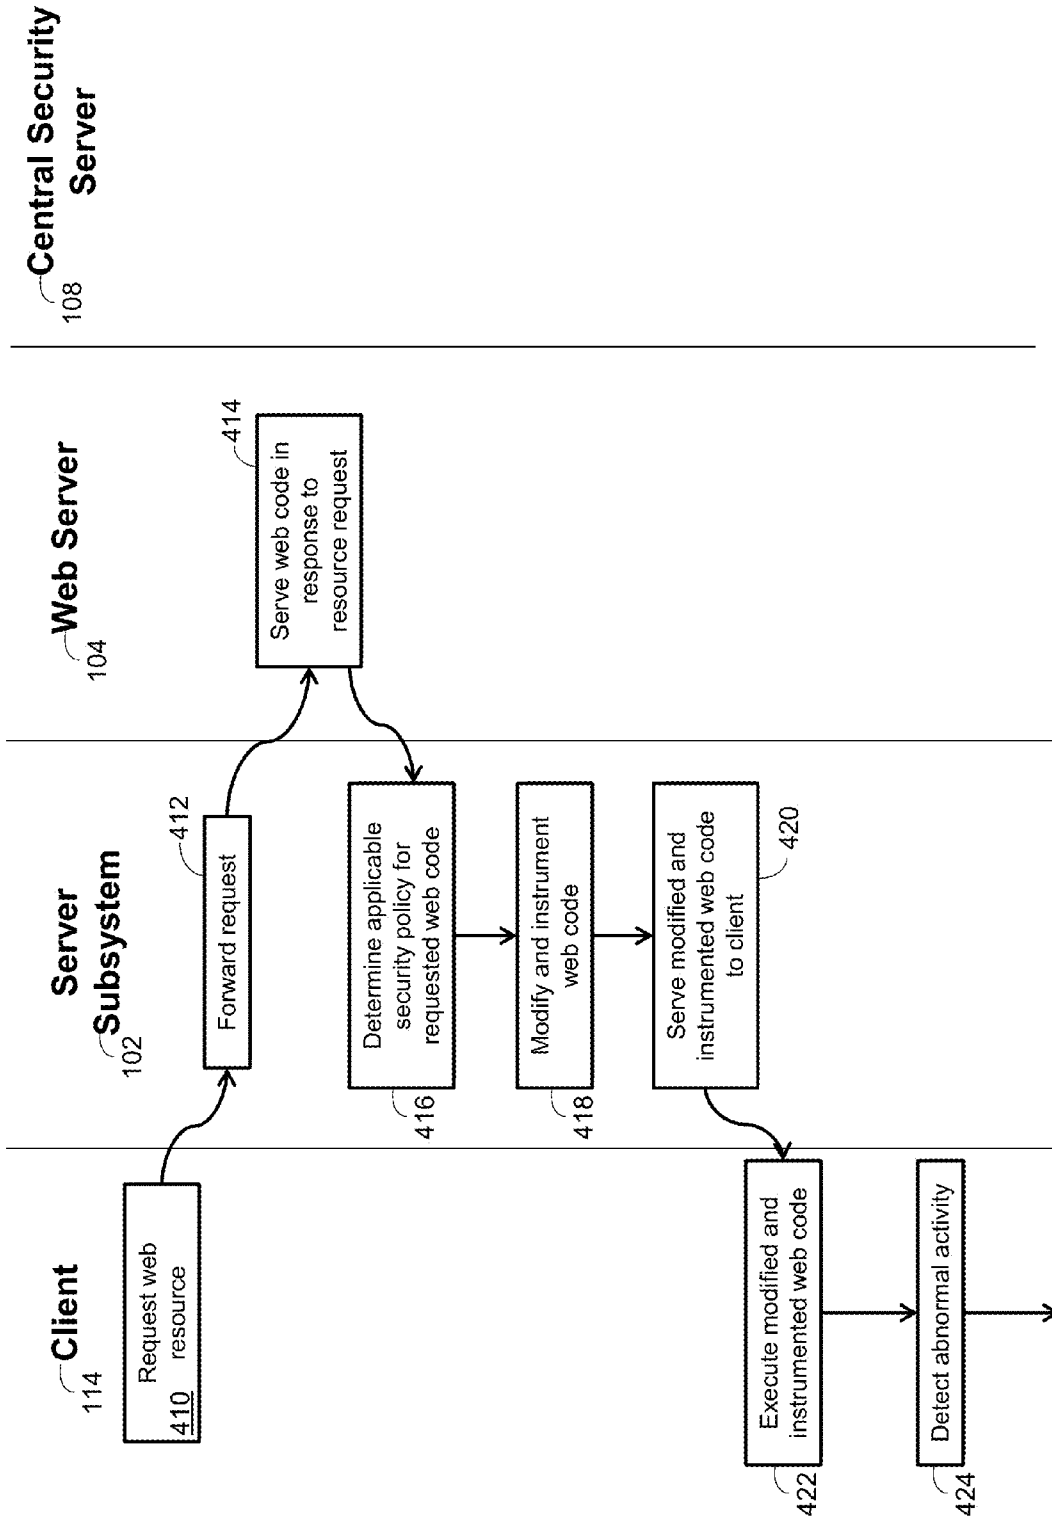 Client
114
Server
Subsystem
102
Web Server
104
Central Security
Server
108
Request web
resource
410
Forward request
412
Serve web code in
response to
resource request
414
Determine applicable
security policy for
requested web code
416
Modify and instrument
web code
418
Serve modified and
instrumented web code
to client
420
Execute modified and
instrumented web code
422
Detect abnormal activity
424